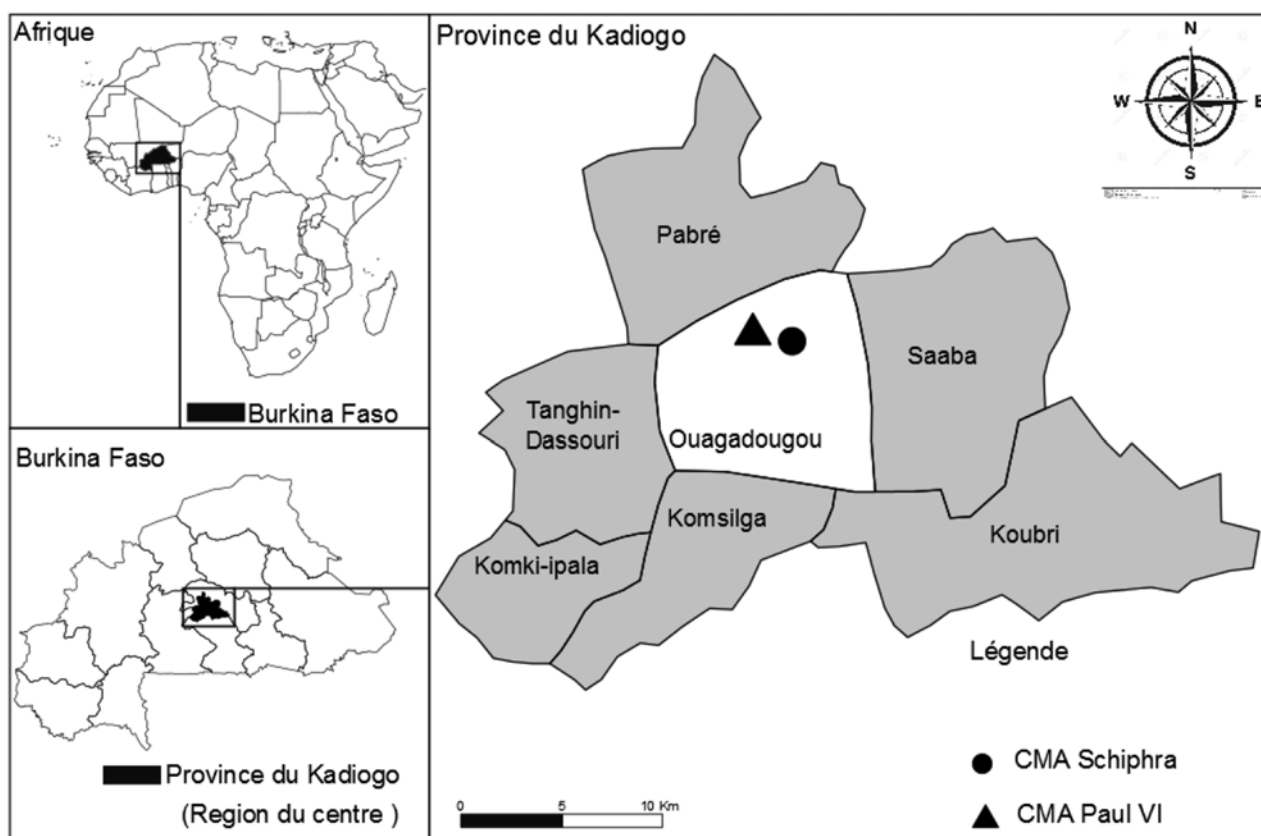 Afrique
Burkina Faso
Burkina Faso
Province du Kadiogo
(Region du centre )
Province du Kadiogo
N
W
E
S
Pabré
Saaba
Tanghin-
Dassouri
Ouagadougou
Komsilga
Koubri
Komki-ipala
Légende
CMA Schiphra
CMA Paul VI
0 5 10 Km